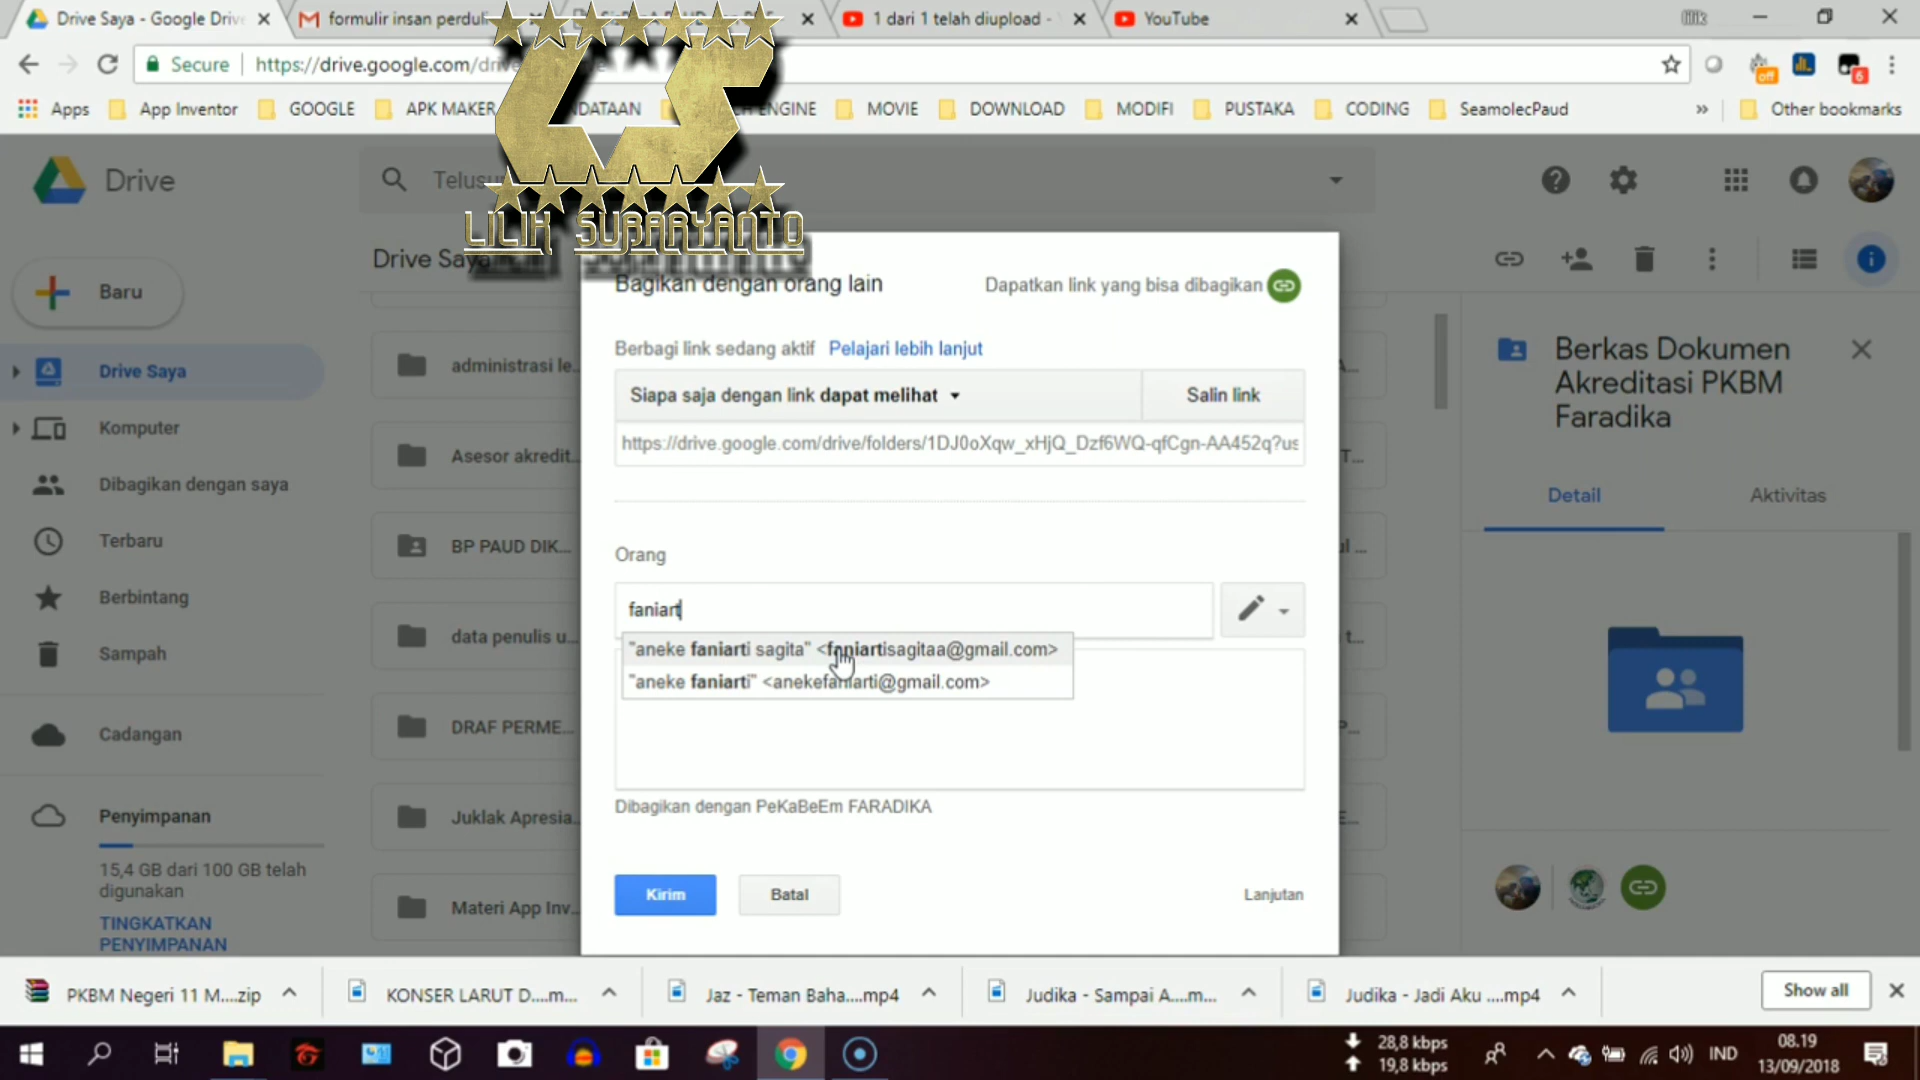 Drive Saya - Google Drive
formulir insan perduli
1 dari 1 telah diupload -
YouTube
Secure
https://drive.google.com/drive
Apps
App Inventor
GOOGLE
APK MAKER
NDATAAN
ENGINE
MOVIE
DOWNLOAD
MODIFI
PUSTAKA
CODING
SeamolecPaud
»
Other bookmarks
LILIK SUBARYANTO
Drive
Telusu
Drive Saya
Baru
Drive Saya
Komputer
Dibagikan dengan saya
Terbaru
Berbintang
Sampah
Cadangan
Penyimpanan
15,4 GB dari 100 GB telah
digunakan
TINGKATKAN
PENYIMPANAN
administrasi le...
Asesor akredit...
BP PAUD DIK...
data penulis u...
DRAF PERME...
Juklak Apresia...
Materi App Inv...
Bagikan dengan orang lain
Dapatkan link yang bisa dibagikan
Berbagi link sedang aktif Pelajari lebih lanjut
Siapa saja dengan link dapat melihat
Salin link
https://drive.google.com/drive/folders/1DJ0oXqw_xHjQ_Dzf6WQ-qfCgn-AA452q?us
Orang
faniart
"aneke faniarti sagita" <faniartisagitaa@gmail.com>
"aneke faniarti" <anekefaniarti@gmail.com>
Dibagikan dengan PeKaBeEm FARADIKA
Kirim
Batal
Lanjutan
Berkas Dokumen
Akreditasi PKBM
Faradika
Detail
Aktivitas
PKBM Negeri 11 M....zip
KONSER LARUT D....m...
Jaz - Teman Baha....mp4
Judika - Sampai A....m...
Judika - Jadi Aku ....mp4
Show all
28,8 kbps
19,8 kbps
IND
08.19
13/09/2018